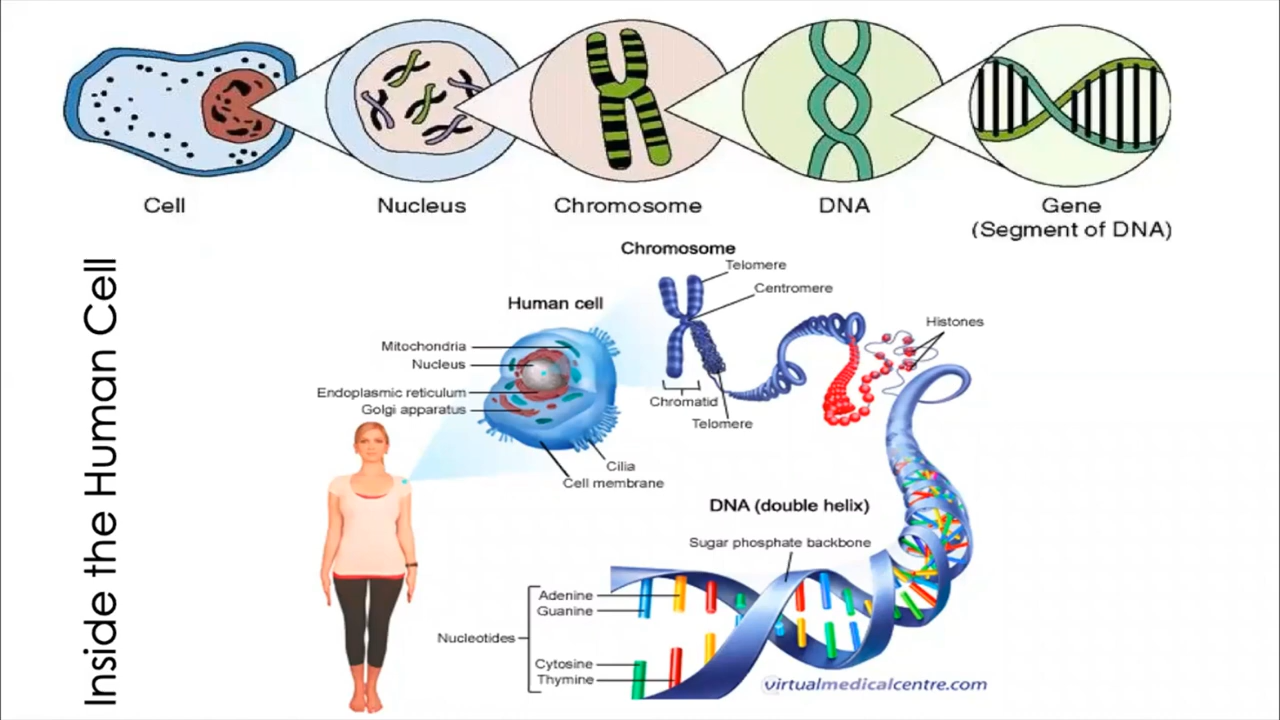 Cell
Nucleus
Chromosome
DNA
Gene
(Segment of DNA)
Inside the Human Cell
Chromosome
Telomere
Centromere
Human cell
Histones
Mitochondria
Nucleus
Endoplasmic reticulum
Golgi apparatus
Chromatid
Telomere
Cilia
Cell membrane
DNA (double helix)
Sugar phosphate backbone
Adenine
Guanine
Nucleotides
Cytosine
Thymine
virtualmedicalcentre.com